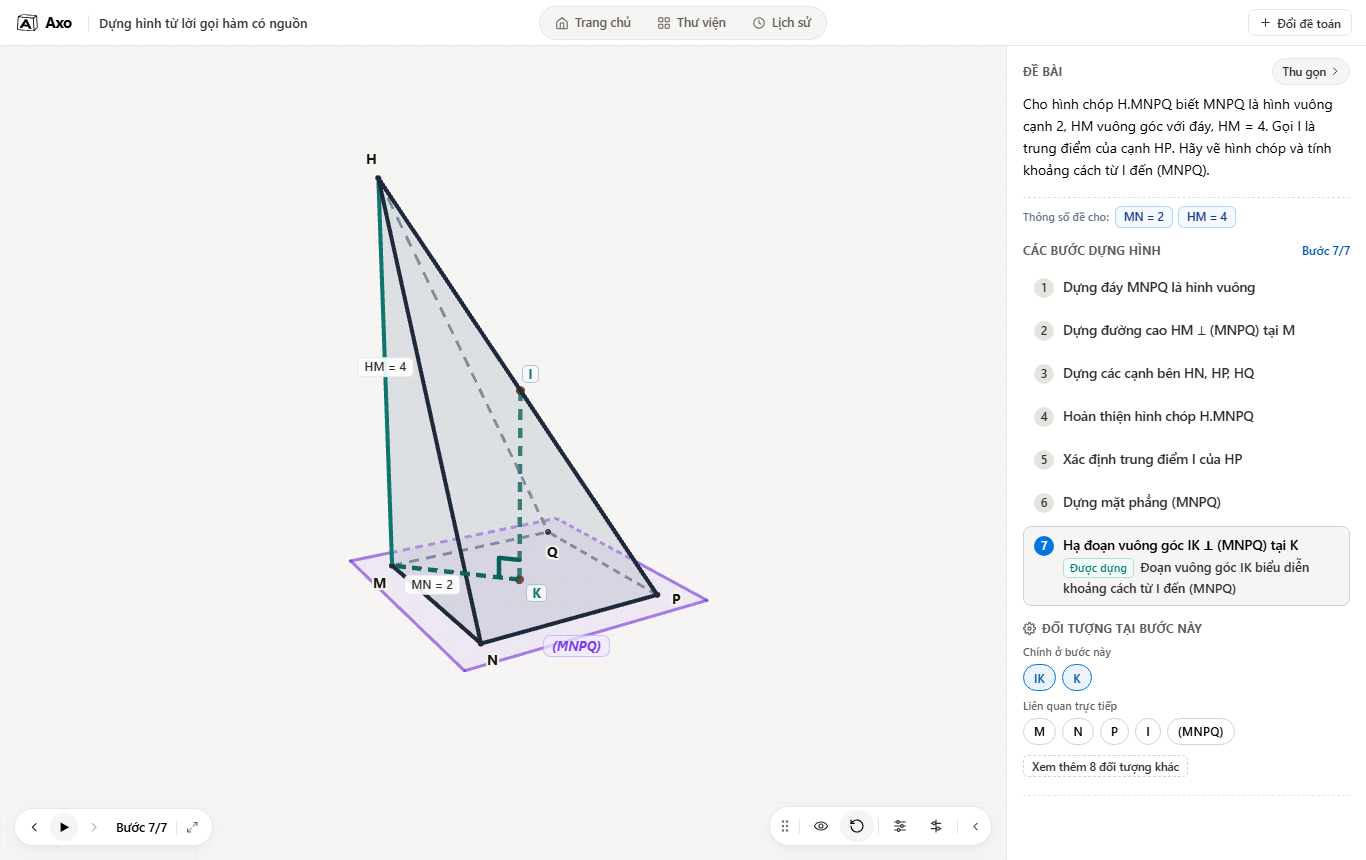 Axo
Dựng hình từ lời gọi hàm có nguồn
Trang chủ
Thư viện
Lịch sử
Đổi đề toán
H
HM = 4
I
Q
M
MN = 2
K
P
(MNPQ)
N
Bước 7/7
ĐỀ BÀI
Thu gọn
Cho hình chóp H.MNPQ biết MNPQ là hình vuông
cạnh 2, HM vuông góc với đáy, HM = 4. Gọi I là
trung điểm của cạnh HP. Hãy vẽ hình chóp và tính
khoảng cách từ I đến (MNPQ).
Thông số đề cho:
MN = 2
HM = 4
CÁC BƯỚC DỰNG HÌNH
Bước 7/7
1 Dựng đáy MNPQ là hình vuông
2 Dựng đường cao HM ⊥ (MNPQ) tại M
3 Dựng các cạnh bên HN, HP, HQ
4 Hoàn thiện hình chóp H.MNPQ
5 Xác định trung điểm I của HP
6 Dựng mặt phẳng (MNPQ)
7 Hạ đoạn vuông góc IK ⊥ (MNPQ) tại K
Được dựng Đoạn vuông góc IK biểu diễn
khoảng cách từ I đến (MNPQ)
ĐỐI TƯỢNG TẠI BƯỚC NÀY
Chính ở bước này
IK
K
Liên quan trực tiếp
M
N
P
I
(MNPQ)
Xem thêm 8 đối tượng khác